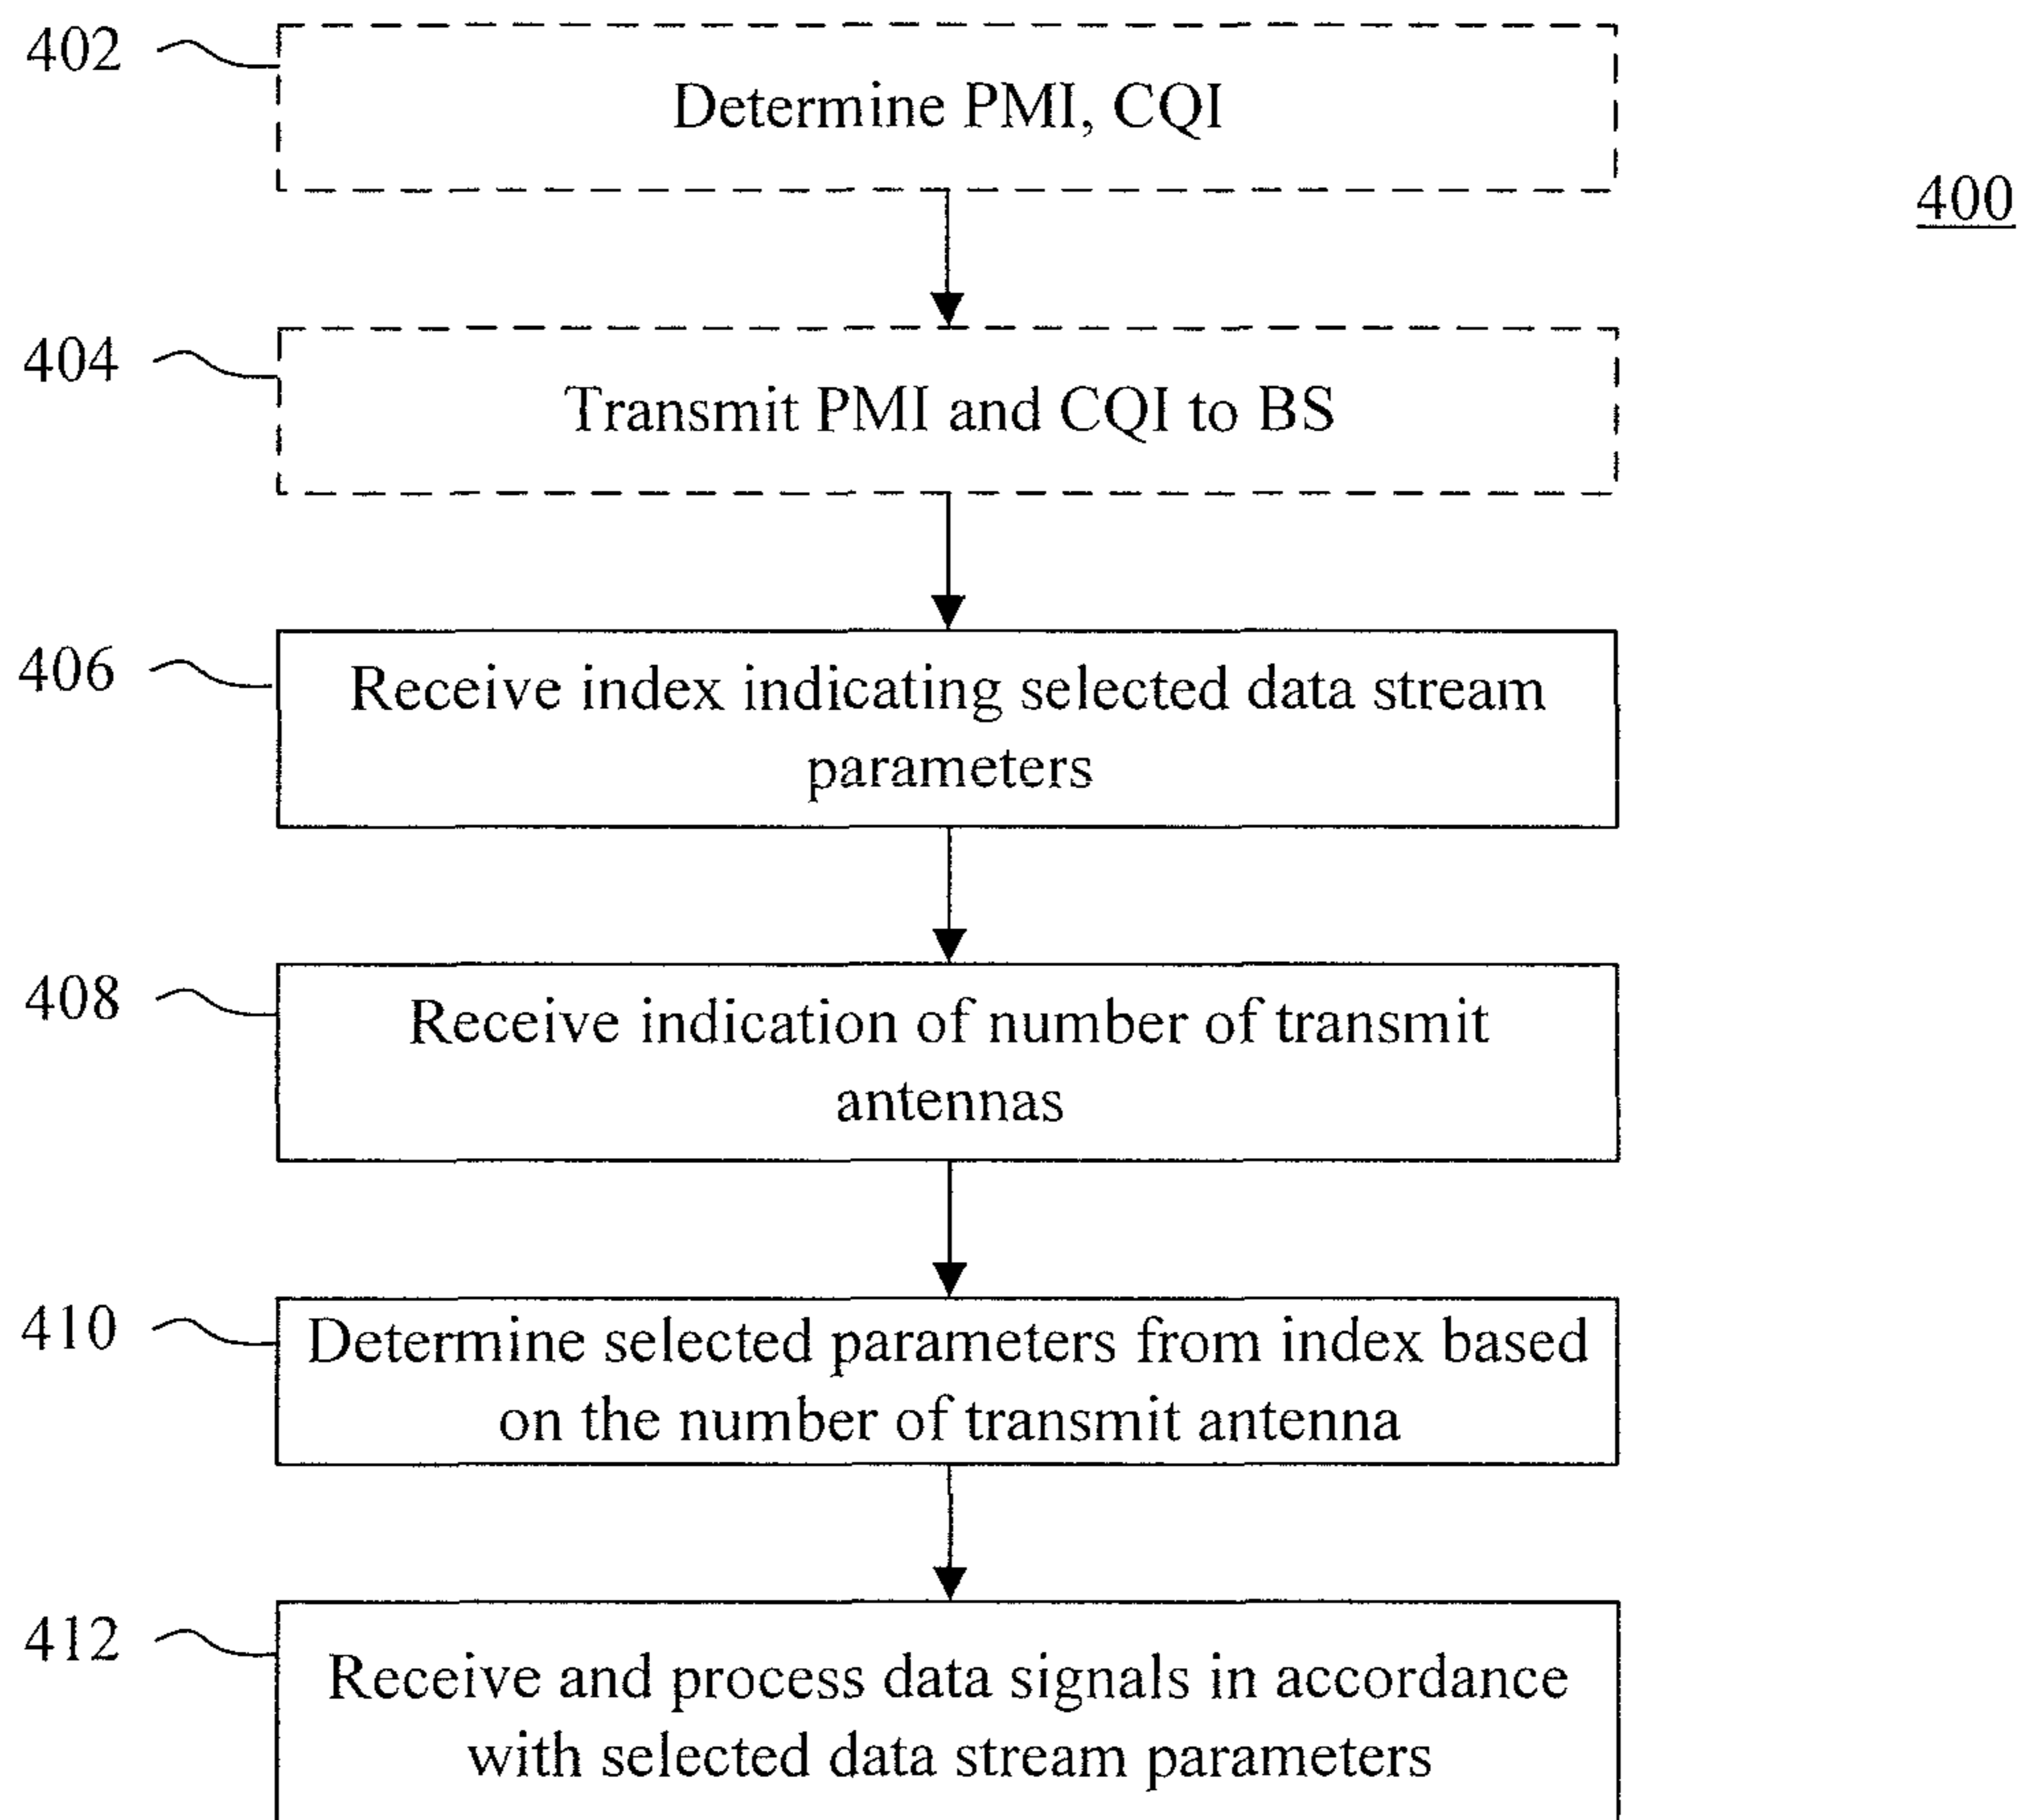 402
Determine PMI, CQI
400
404
Transmit PMI and CQI to BS
406
Receive index indicating selected data stream
parameters
408
Receive indication of number of transmit
antennas
410
Determine selected parameters from index based
on the number of transmit antenna
412
Receive and process data signals in accordance
with selected data stream parameters